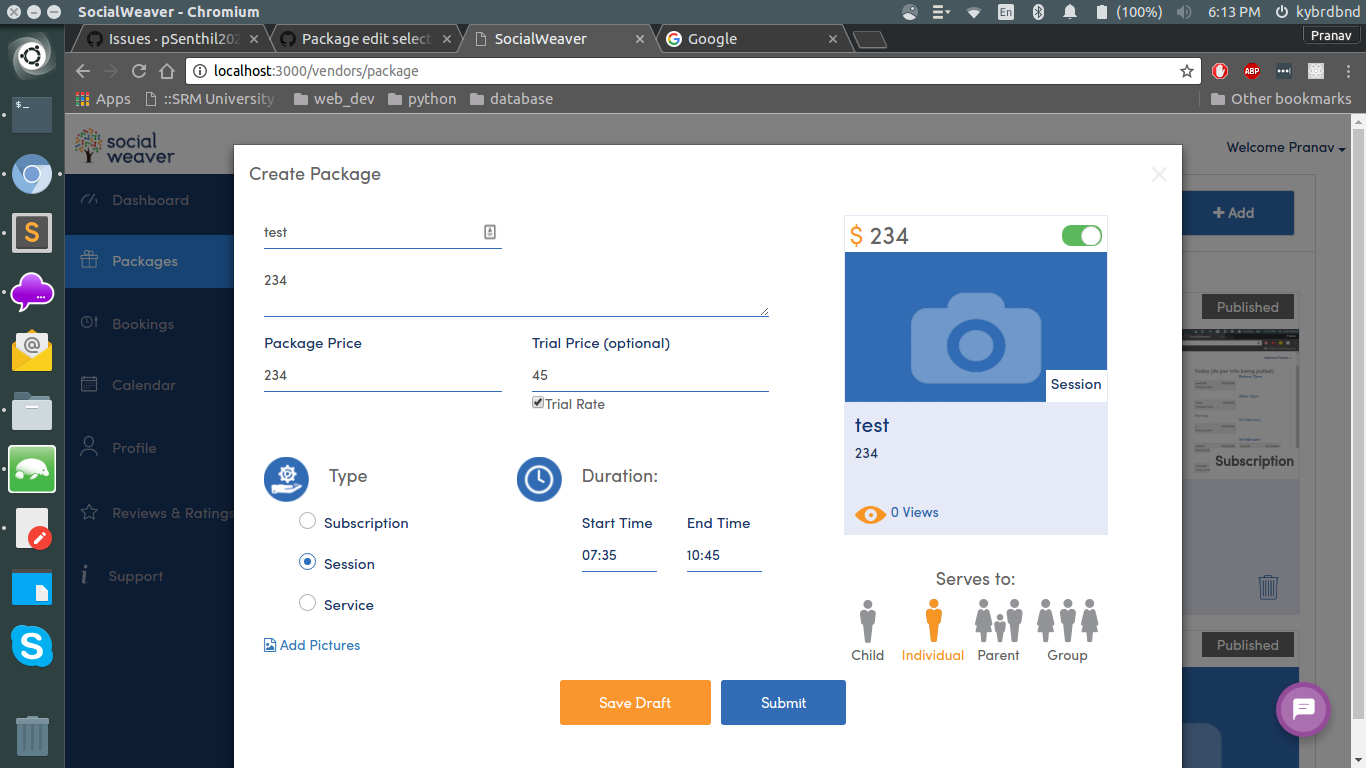 SocialWeaver - Chromium
En
(100%)
6:13 PM
kybrdbnd
Issues · pSenthil202
Package edit select
SocialWeaver
Google
Pranav
localhost:3000/vendors/package
ABP
Apps
::SRM University
web_dev
python
database
Other bookmarks
social
weaver
Welcome Pranav
Dashboard
Packages
Bookings
Calendar
Profile
Reviews & Ratings
Support
+ Add
Published
Subscription
Published
Create Package
test
234
Package Price
Trial Price (optional)
234
45
Trial Rate
Type
Subscription
Session
Service
Duration:
Start Time
End Time
07:35
10:45
Add Pictures
$ 234
Session
test
234
0 Views
Serves to:
Child
Individual
Parent
Group
Save Draft
Submit